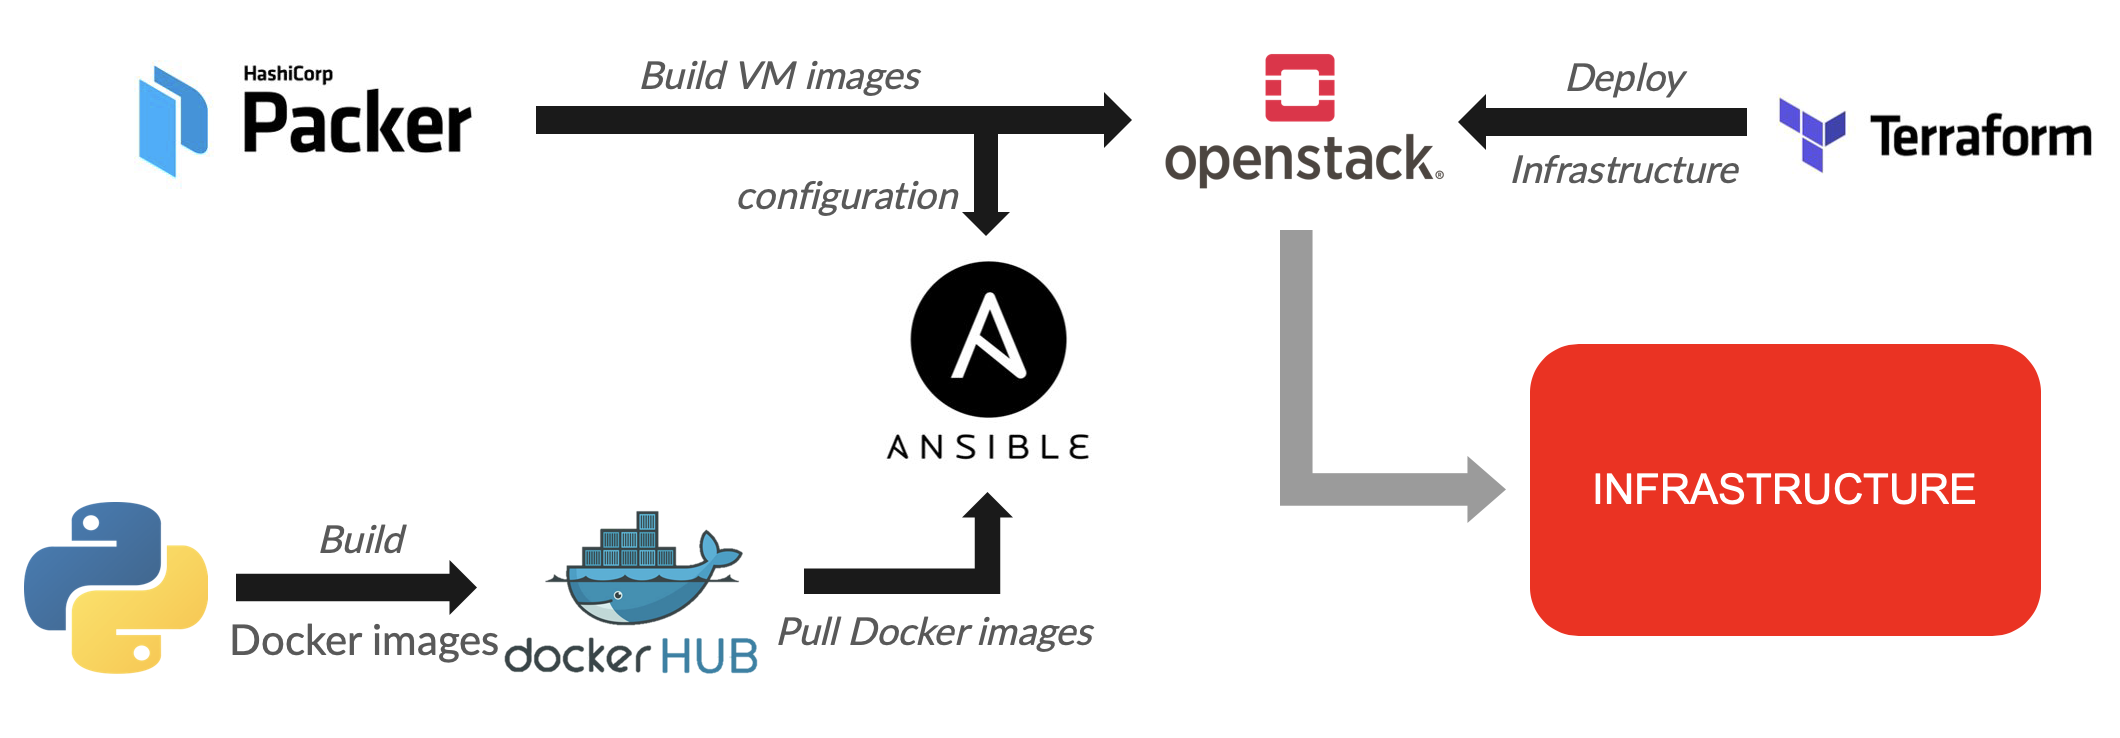 HashiCorp
Packer
Build VM images
configuration
openstack®
Deploy
Infrastructure
Terraform
ANSIBLE
INFRASTRUCTURE
Build
Docker images
docker HUB
Pull Docker images